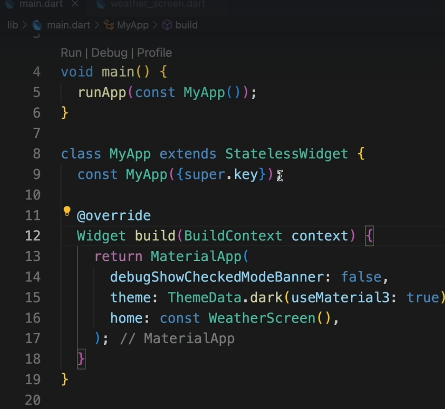 main.dart × weather_screen.dart
lib > main.dart > MyApp > build
3
Run | Debug | Profile
4 void main() {
5 runApp(const MyApp());
6 }
7
8 class MyApp extends StatelessWidget {
9 const MyApp({super.key});
10
11 @override
12 Widget build(BuildContext context) {
13 return MaterialApp(
14 debugShowCheckedModeBanner: false,
15 theme: ThemeData.dark(useMaterial3: true)
16 home: const WeatherScreen(),
17 ); // MaterialApp
18 }
19 }
20